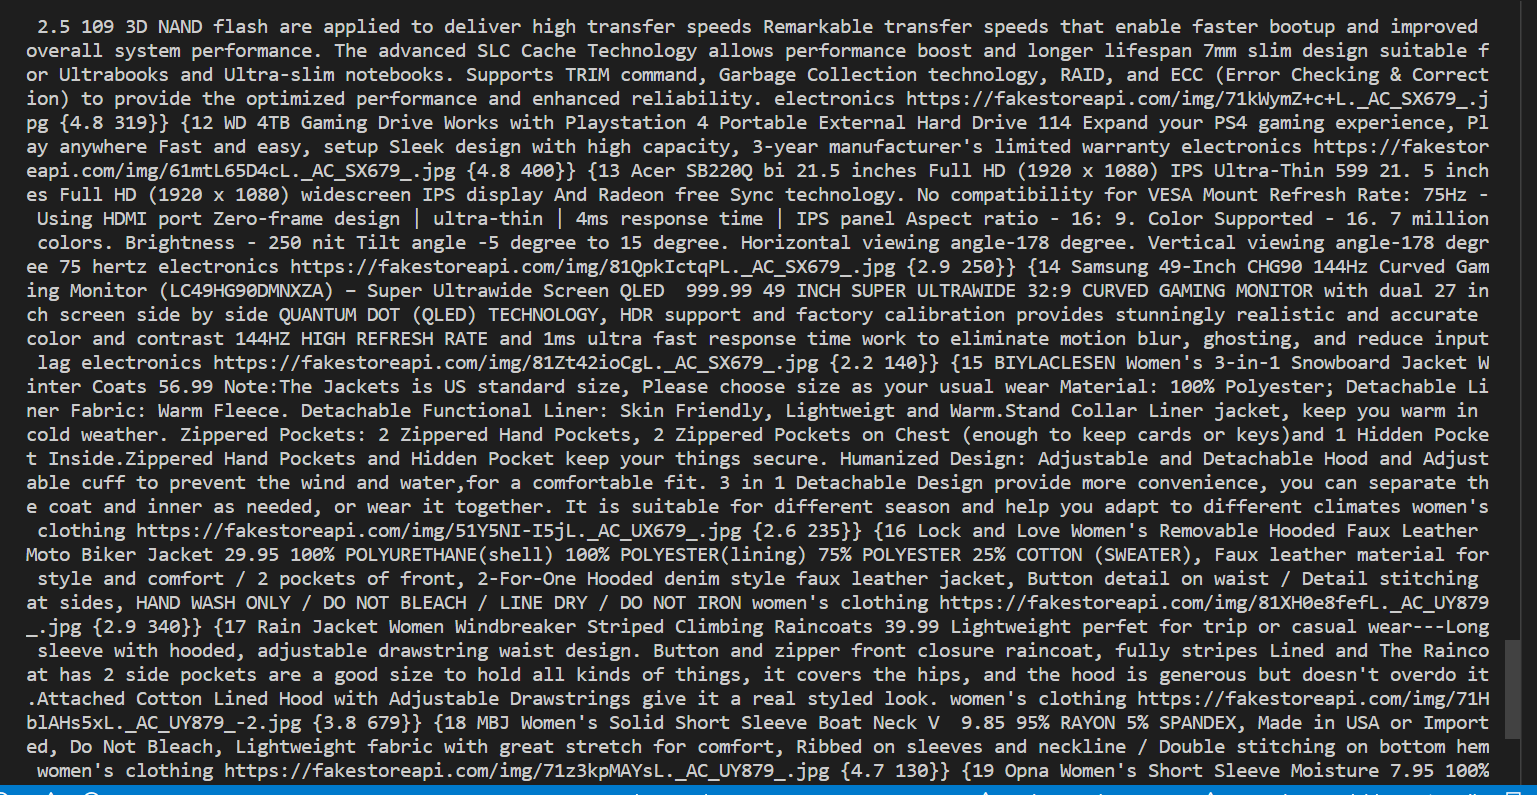 2.5 109 3D NAND flash are applied to deliver high transfer speeds Remarkable transfer speeds that enable faster bootup and improved
overall system performance. The advanced SLC Cache Technology allows performance boost and longer lifespan 7mm slim design suitable f
or Ultrabooks and Ultra-slim notebooks. Supports TRIM command, Garbage Collection technology, RAID, and ECC (Error Checking & Correct
ion) to provide the optimized performance and enhanced reliability. electronics https://fakestoreapi.com/img/71kWymZ+c+L._AC_SX679_.j
pg {4.8 319}} {12 WD 4TB Gaming Drive Works with Playstation 4 Portable External Hard Drive 114 Expand your PS4 gaming experience, Pl
ay anywhere Fast and easy, setup Sleek design with high capacity, 3-year manufacturer's limited warranty electronics https://fakestor
eapi.com/img/61mtL65D4cL._AC_SX679_.jpg {4.8 400}} {13 Acer SB220Q bi 21.5 inches Full HD (1920 x 1080) IPS Ultra-Thin 599 21. 5 inch
es Full HD (1920 x 1080) widescreen IPS display And Radeon free Sync technology. No compatibility for VESA Mount Refresh Rate: 75Hz -
Using HDMI port Zero-frame design | ultra-thin | 4ms response time | IPS panel Aspect ratio - 16: 9. Color Supported - 16. 7 million
colors. Brightness - 250 nit Tilt angle -5 degree to 15 degree. Horizontal viewing angle-178 degree. Vertical viewing angle-178 degr
ee 75 hertz electronics https://fakestoreapi.com/img/81QpkIctqPL._AC_SX679_.jpg {2.9 250}} {14 Samsung 49-Inch CHG90 144Hz Curved Gam
ing Monitor (LC49HG90DMNXZA) – Super Ultrawide Screen QLED  999.99 49 INCH SUPER ULTRAWIDE 32:9 CURVED GAMING MONITOR with dual 27 in
ch screen side by side QUANTUM DOT (QLED) TECHNOLOGY, HDR support and factory calibration provides stunningly realistic and accurate
color and contrast 144HZ HIGH REFRESH RATE and 1ms ultra fast response time work to eliminate motion blur, ghosting, and reduce input
lag electronics https://fakestoreapi.com/img/81Zt42ioCgL._AC_SX679_.jpg {2.2 140}} {15 BIYLACLESEN Women's 3-in-1 Snowboard Jacket W
inter Coats 56.99 Note:The Jackets is US standard size, Please choose size as your usual wear Material: 100% Polyester; Detachable Li
ner Fabric: Warm Fleece. Detachable Functional Liner: Skin Friendly, Lightweigt and Warm.Stand Collar Liner jacket, keep you warm in
cold weather. Zippered Pockets: 2 Zippered Hand Pockets, 2 Zippered Pockets on Chest (enough to keep cards or keys)and 1 Hidden Pocke
t Inside.Zippered Hand Pockets and Hidden Pocket keep your things secure. Humanized Design: Adjustable and Detachable Hood and Adjust
able cuff to prevent the wind and water,for a comfortable fit. 3 in 1 Detachable Design provide more convenience, you can separate th
e coat and inner as needed, or wear it together. It is suitable for different season and help you adapt to different climates women's
clothing https://fakestoreapi.com/img/51Y5NI-I5jL._AC_UX679_.jpg {2.6 235}} {16 Lock and Love Women's Removable Hooded Faux Leather
Moto Biker Jacket 29.95 100% POLYURETHANE(shell) 100% POLYESTER(lining) 75% POLYESTER 25% COTTON (SWEATER), Faux leather material for
style and comfort / 2 pockets of front, 2-For-One Hooded denim style faux leather jacket, Button detail on waist / Detail stitching
at sides, HAND WASH ONLY / DO NOT BLEACH / LINE DRY / DO NOT IRON women's clothing https://fakestoreapi.com/img/81XH0e8fefL._AC_UY879
_.jpg {2.9 340}} {17 Rain Jacket Women Windbreaker Striped Climbing Raincoats 39.99 Lightweight perfet for trip or casual wear---Long
sleeve with hooded, adjustable drawstring waist design. Button and zipper front closure raincoat, fully stripes Lined and The Rainco
at has 2 side pockets are a good size to hold all kinds of things, it covers the hips, and the hood is generous but doesn't overdo it
.Attached Cotton Lined Hood with Adjustable Drawstrings give it a real styled look. women's clothing https://fakestoreapi.com/img/71H
blAHs5xL._AC_UY879_-2.jpg {3.8 679}} {18 MBJ Women's Solid Short Sleeve Boat Neck V  9.85 95% RAYON 5% SPANDEX, Made in USA or Import
ed, Do Not Bleach, Lightweight fabric with great stretch for comfort, Ribbed on sleeves and neckline / Double stitching on bottom hem
women's clothing https://fakestoreapi.com/img/71z3kpMAYsL._AC_UY879_.jpg {4.7 130}} {19 Opna Women's Short Sleeve Moisture 7.95 100%